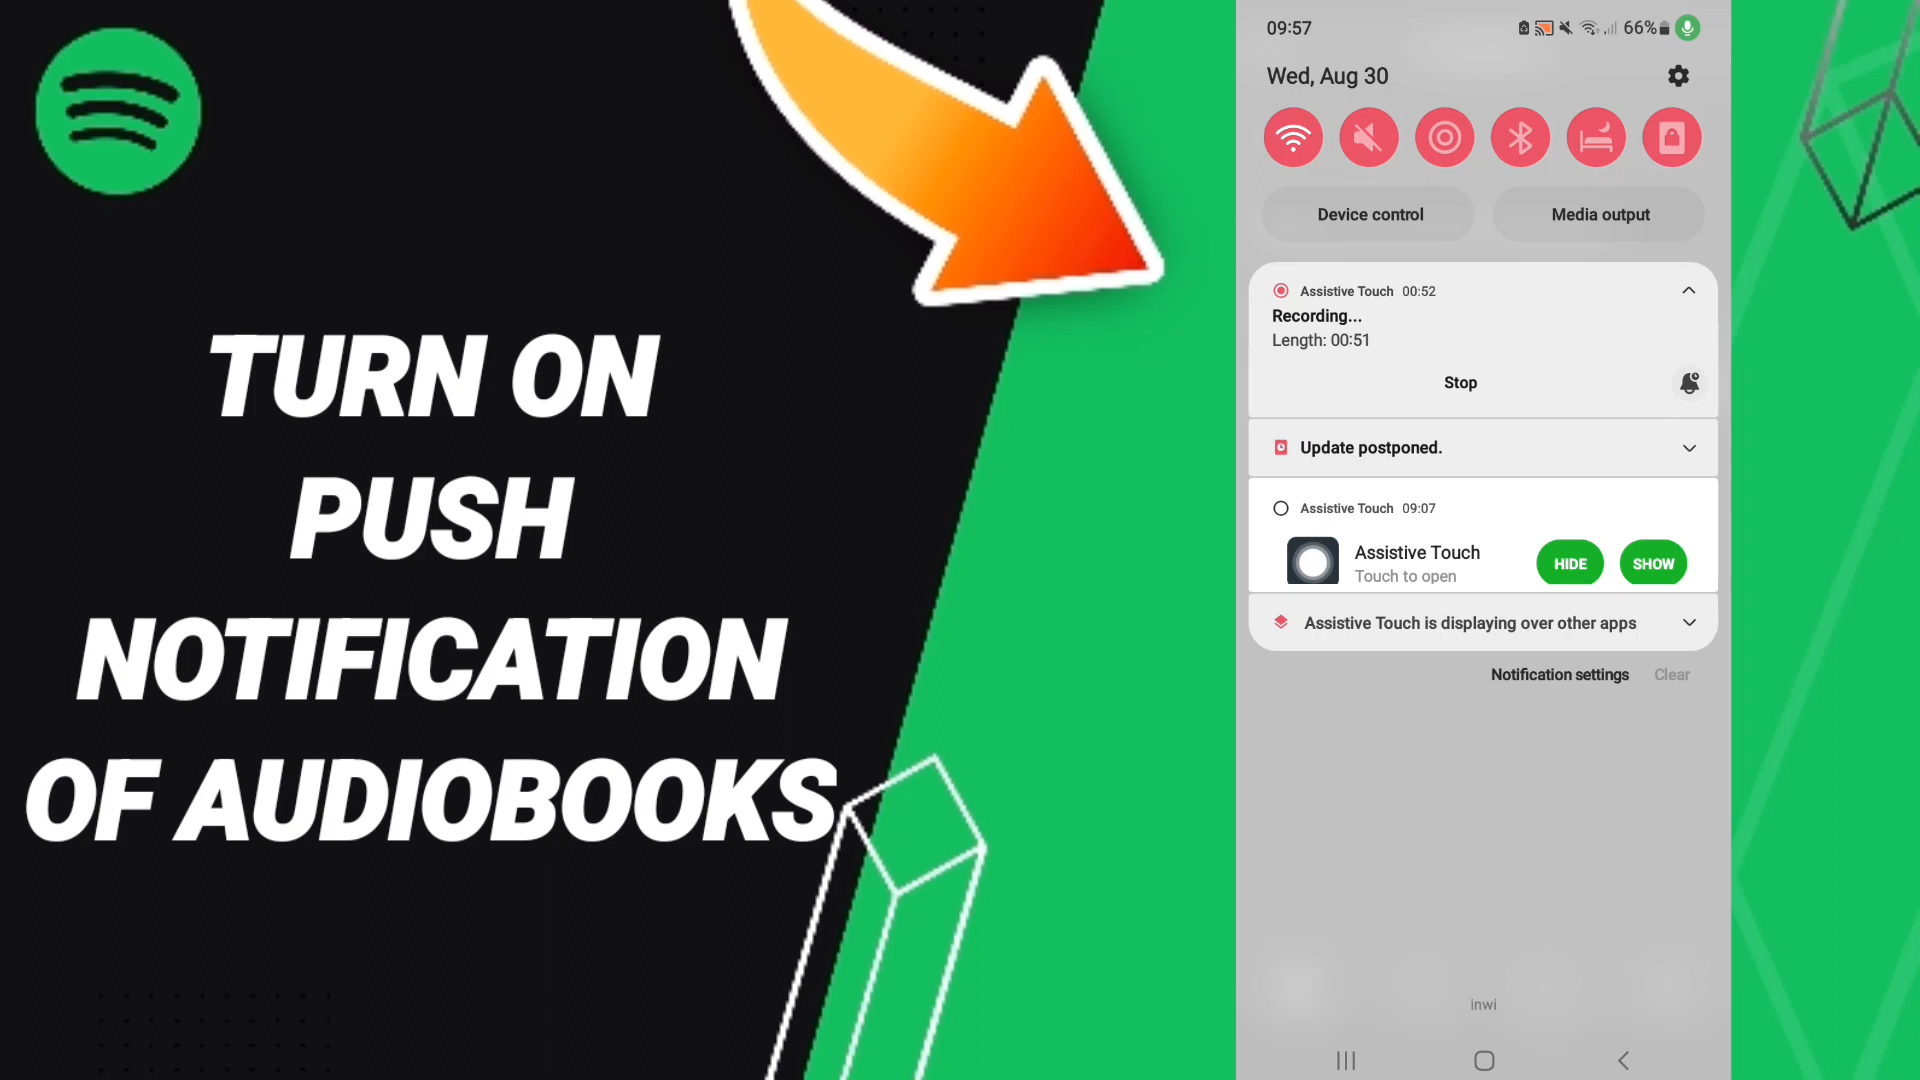 TURN ON
PUSH
NOTIFICATION
OF AUDIOBOOKS
09:57
66%
Wed, Aug 30
Device control
Media output
Assistive Touch 00:52
Recording...
Length: 00:51
Stop
Update postponed.
Assistive Touch 09:07
Assistive Touch
Touch to open
HIDE
SHOW
Assistive Touch is displaying over other apps
Notification settings
Clear
inwi